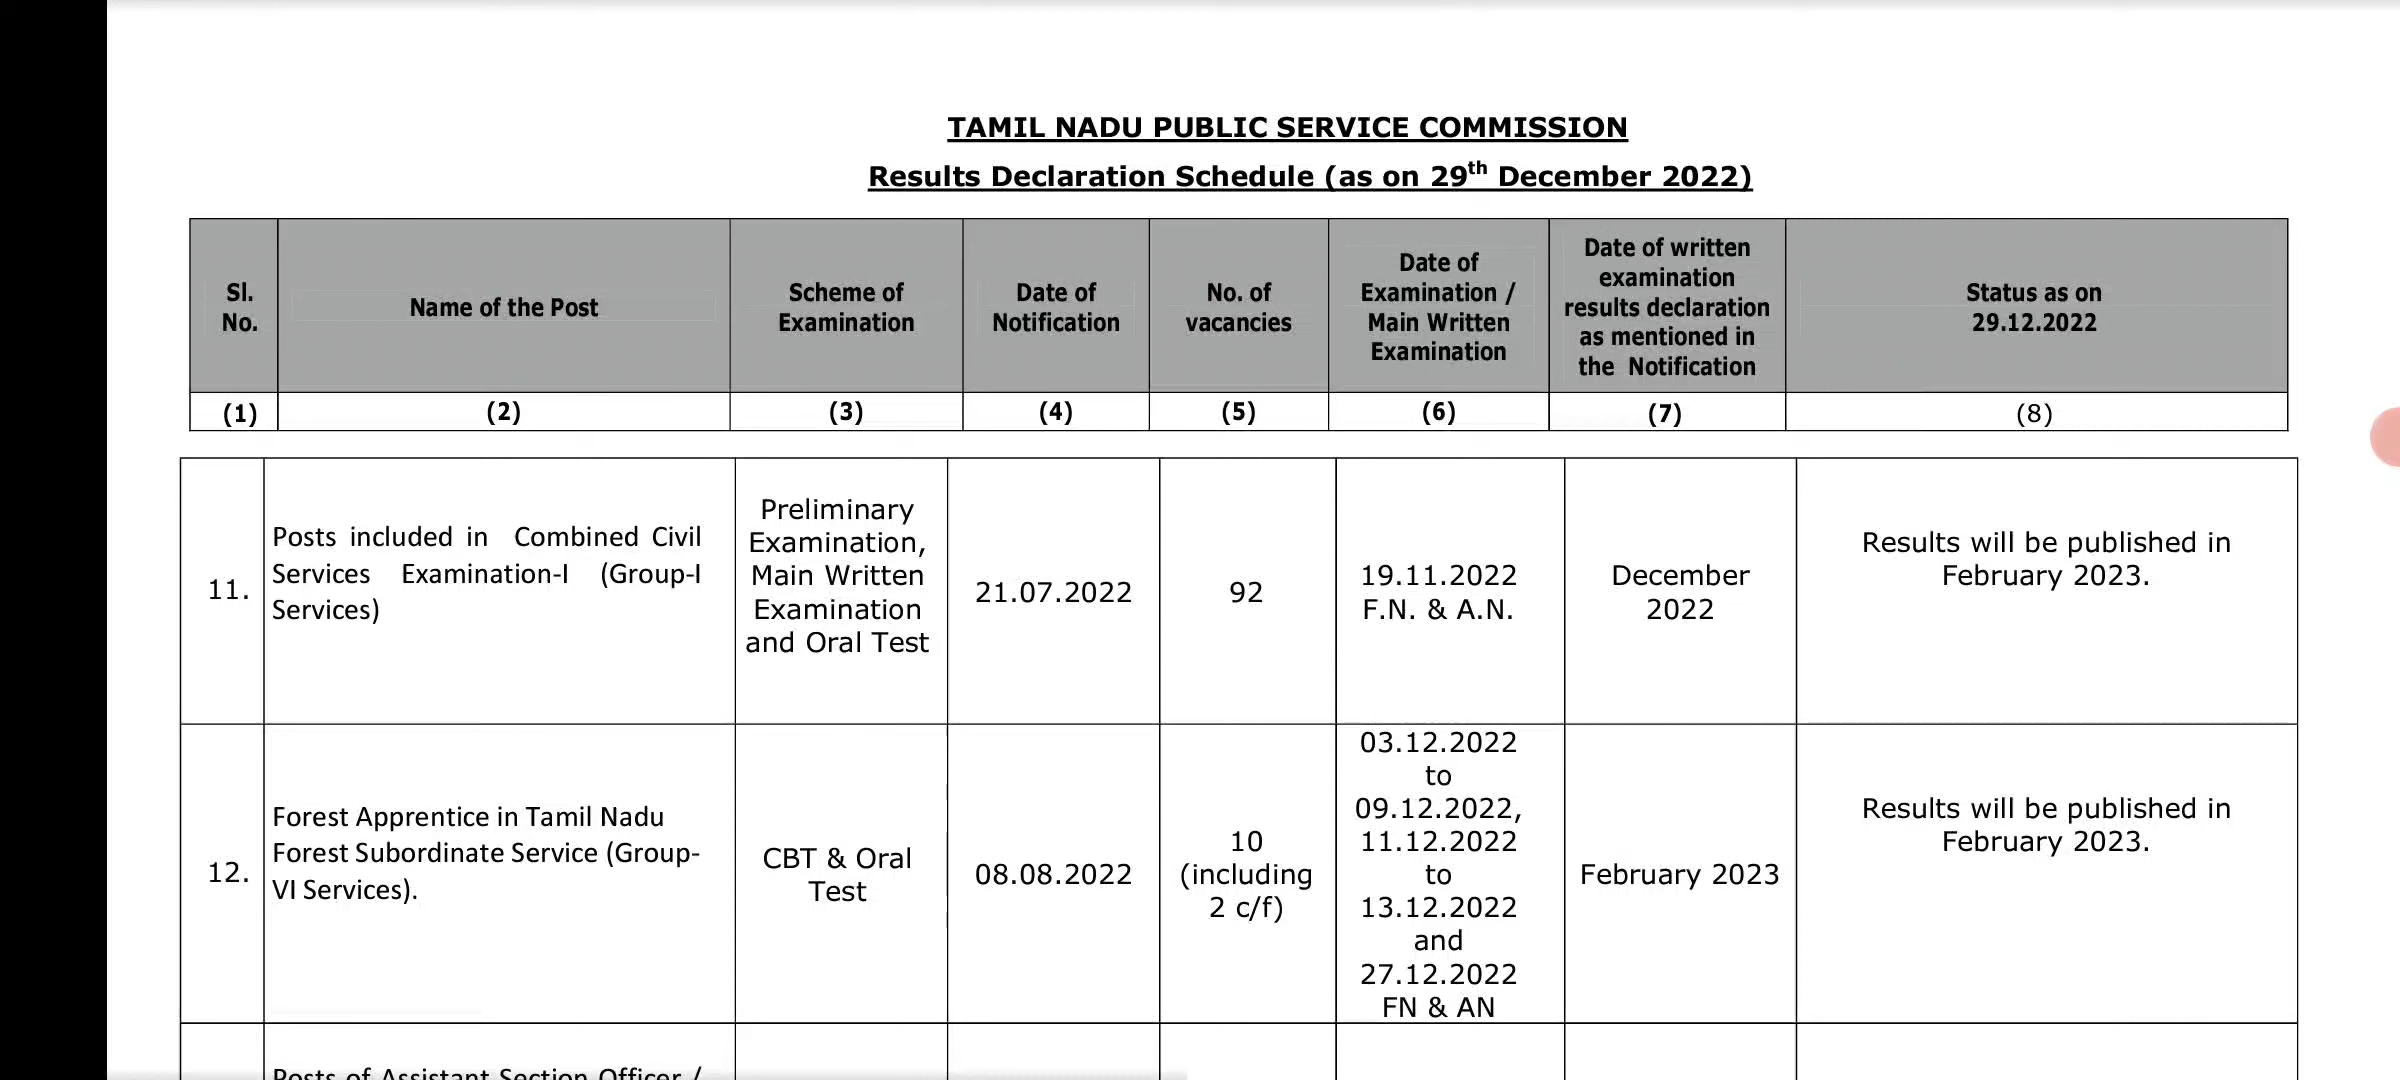 TAMIL NADU PUBLIC SERVICE COMMISSION
Results Declaration Schedule (as on 29th December 2022)
Sl.
No.
Name of the Post
Scheme of
Examination
Date of
Notification
No. of
vacancies
Date of
Examination /
Main Written
Examination
Date of written
examination
results declaration
as mentioned in
the Notification
Status as on
29.12.2022
(1)
(2)
(3)
(4)
(5)
(6)
(7)
(8)
11.
Posts included in Combined Civil
Services Examination-I (Group-I
Services)
Preliminary
Examination,
Main Written
Examination
and Oral Test
21.07.2022
92
19.11.2022
F.N. & A.N.
December
2022
Results will be published in
February 2023.
12.
Forest Apprentice in Tamil Nadu
Forest Subordinate Service (Group-
VI Services).
CBT & Oral
Test
08.08.2022
10
(including
2 c/f)
03.12.2022
to
09.12.2022,
11.12.2022
to
13.12.2022
and
27.12.2022
FN & AN
February 2023
Results will be published in
February 2023.
Posts of Assistant Section Officer /